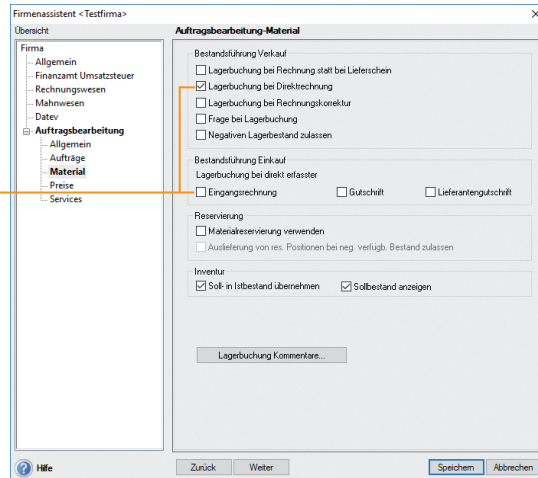 Firmenassistent <Testfirma>
Übersicht
Firma
Allgemein
Finanzamt Umsatzsteuer
Rechnungswesen
Mahnwesen
Datev
Auftragsbearbeitung
Allgemein
Aufträge
Material
Preise
Services
Auftragsbearbeitung-Material
Bestandsführung Verkauf
Lagerbuchung bei Rechnung statt bei Lieferschein
Lagerbuchung bei Direktrechnung
Lagerbuchung bei Rechnungskorrektur
Frage bei Lagerbuchung
Negativen Lagerbestand zulassen
Bestandsführung Einkauf
Lagerbuchung bei direkt erfasster
Eingangsrechnung Gutschrift Lieferantengutschrift
Reservierung
Materialreservierung verwenden
Auslieferung von res. Positionen bei neg. verfügb. Bestand zulassen
Inventur
Soll- in Istbestand übernehmen Sollbestand anzeigen
Lagerbuchung Kommentare...
Hilfe Zurück Weiter Speichern Abbrechen